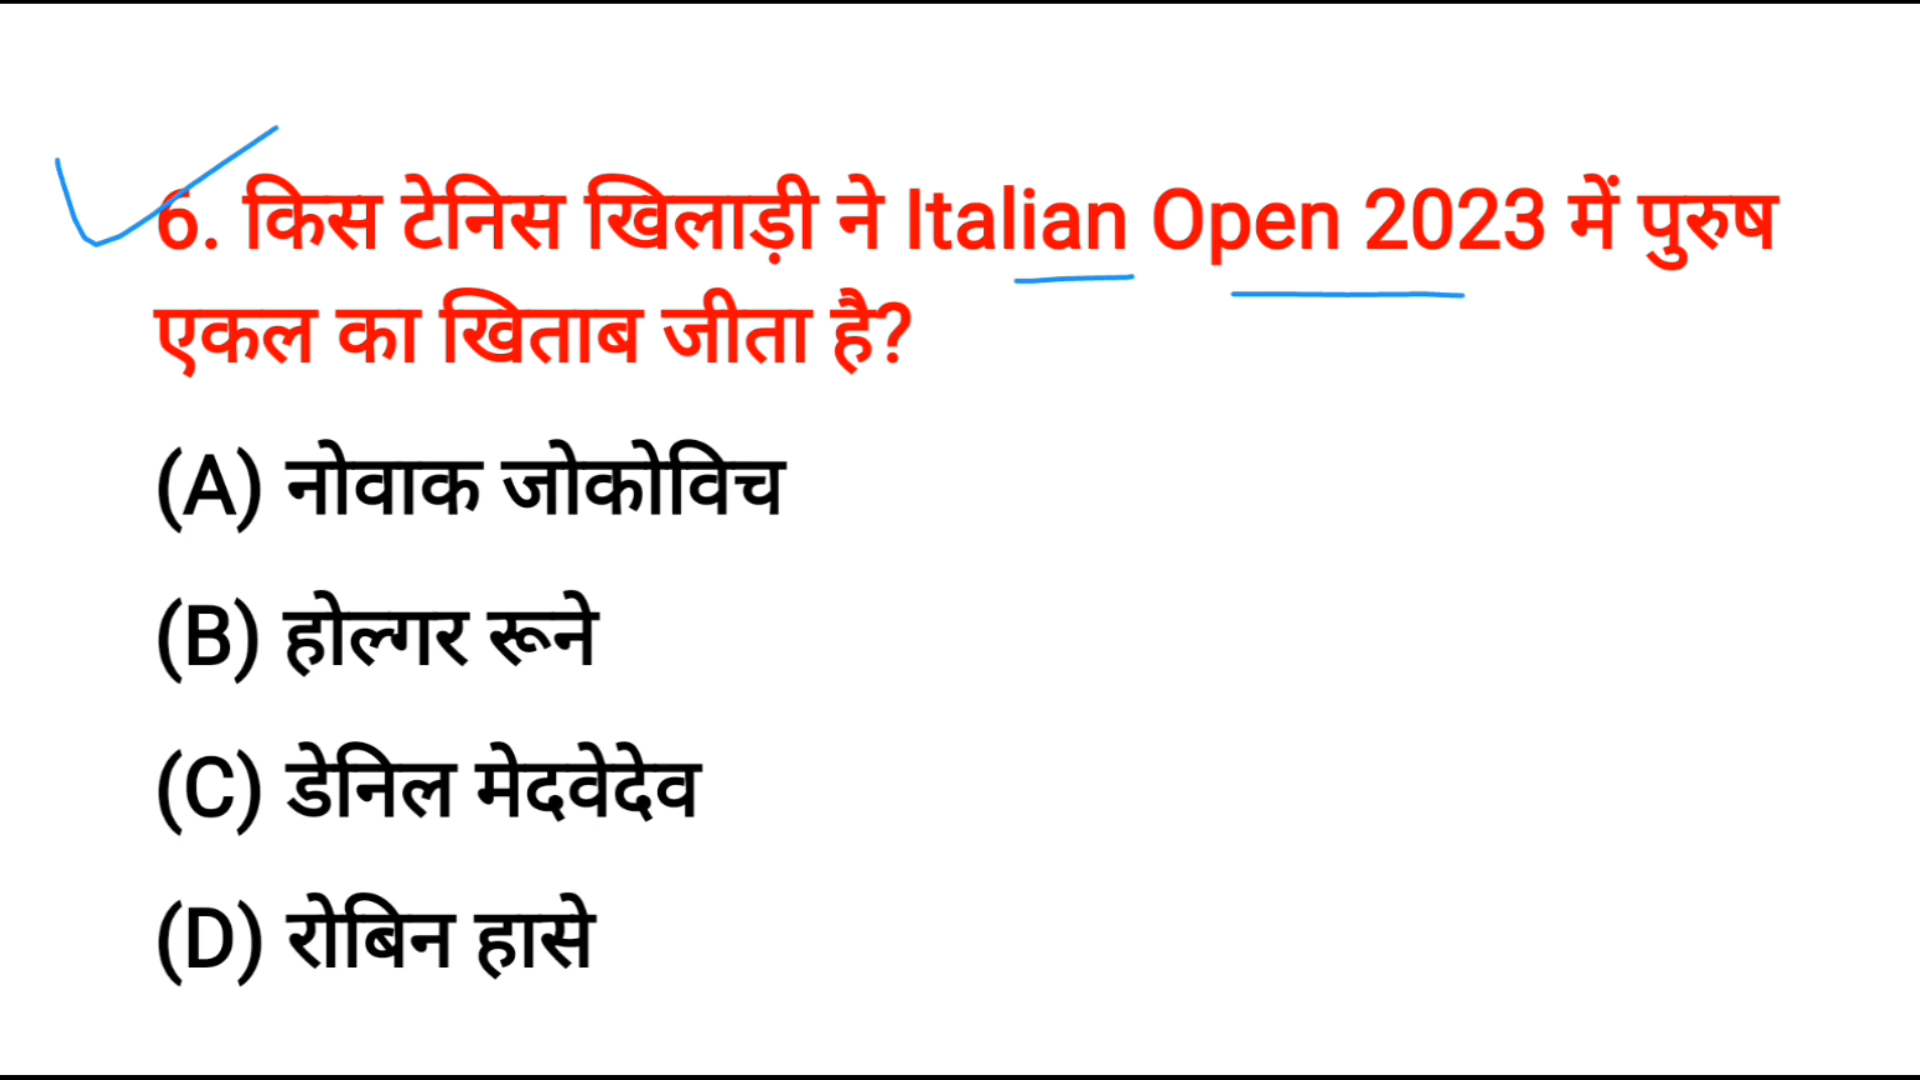 6. किस टेनिस खिलाड़ी ने Italian Open 2023 में पुरुष
एकल का खिताब जीता है?
(A) नोवाक जोकोविच
(B) होल्गर रूने
(C) डेनिल मेदवेदेव
(D) रोबिन हासे